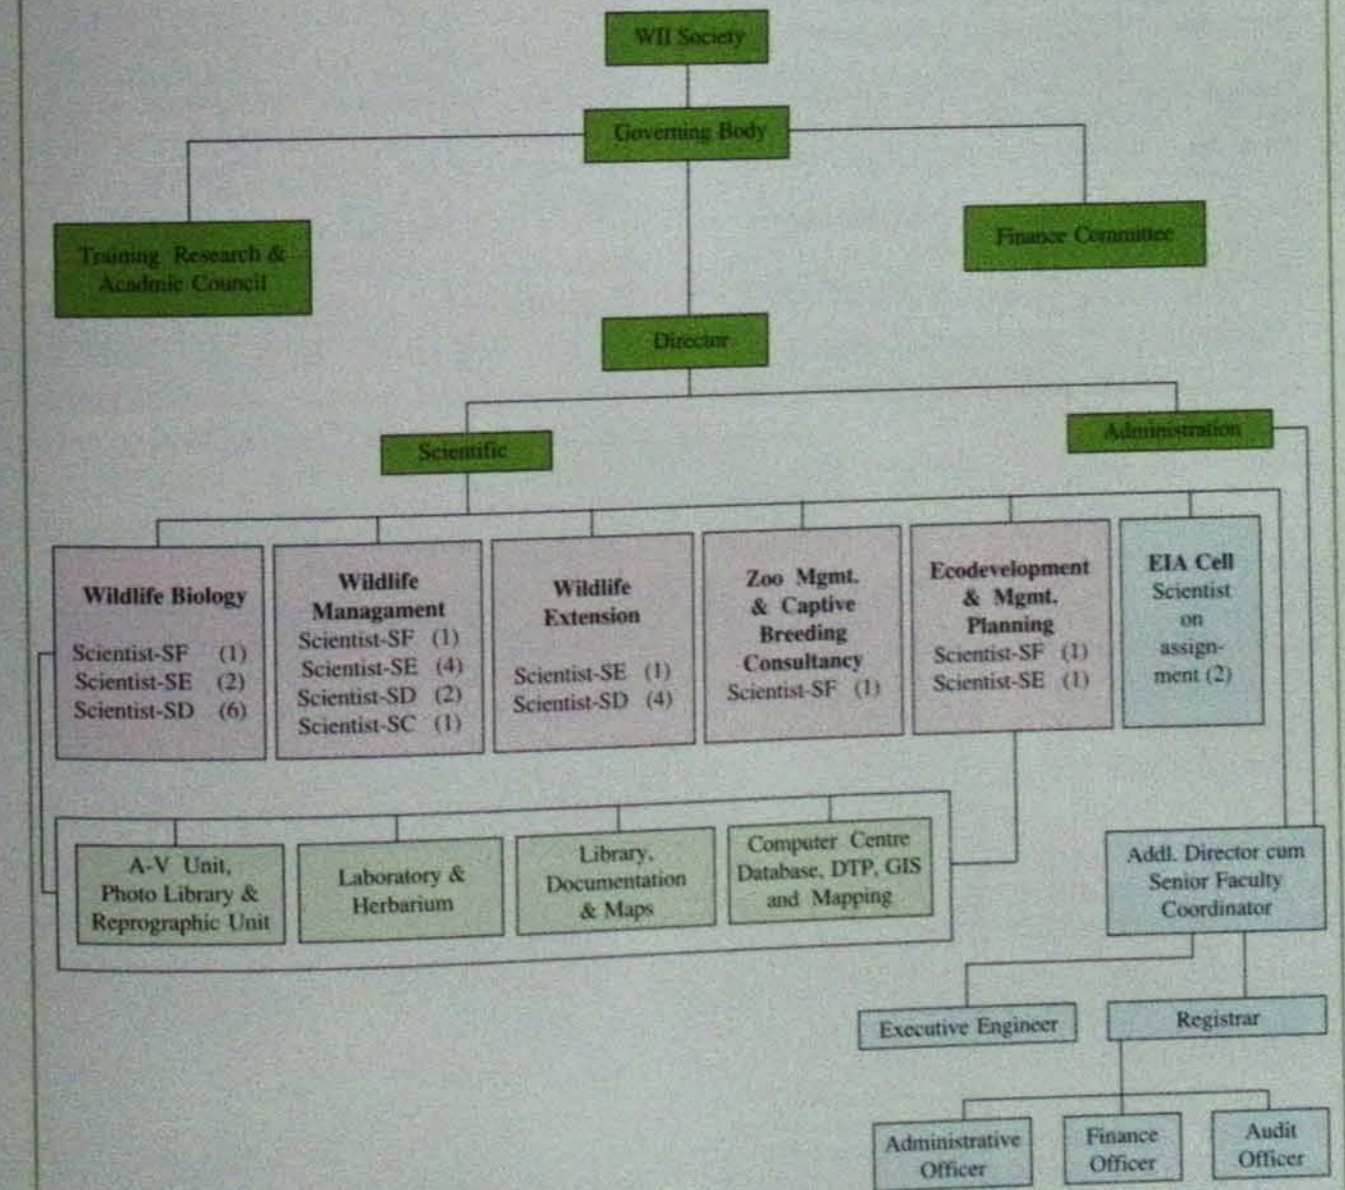 WII Society
Governing Body
Training Research &
Acadmic Council
Finance Committee
Director
Scientific
Administration
Wildlife Biology
Scientist-SF (1)
Scientist-SE (2)
Scientist-SD (6)
Wildlife
Managament
Scientist-SF (1)
Scientist-SE (4)
Scientist-SD (2)
Scientist-SC (1)
Wildlife
Extension
Scientist-SE (1)
Scientist-SD (4)
Zoo Mgmt.
& Captive
Breeding
Consultancy
Scientist-SF (1)
Ecodevelopment
& Mgmt.
Planning
Scientist-SF (1)
Scientist-SE (1)
EIA Cell
Scientist
on
assign-
ment (2)
A-V Unit,
Photo Library &
Reprographic Unit
Laboratory &
Herbarium
Library,
Documentation
& Maps
Computer Centre
Database, DTP, GIS
and Mapping
Addl. Director cum
Senior Faculty
Coordinator
Executive Engineer
Registrar
Administrative
Officer
Finance
Officer
Audit
Officer